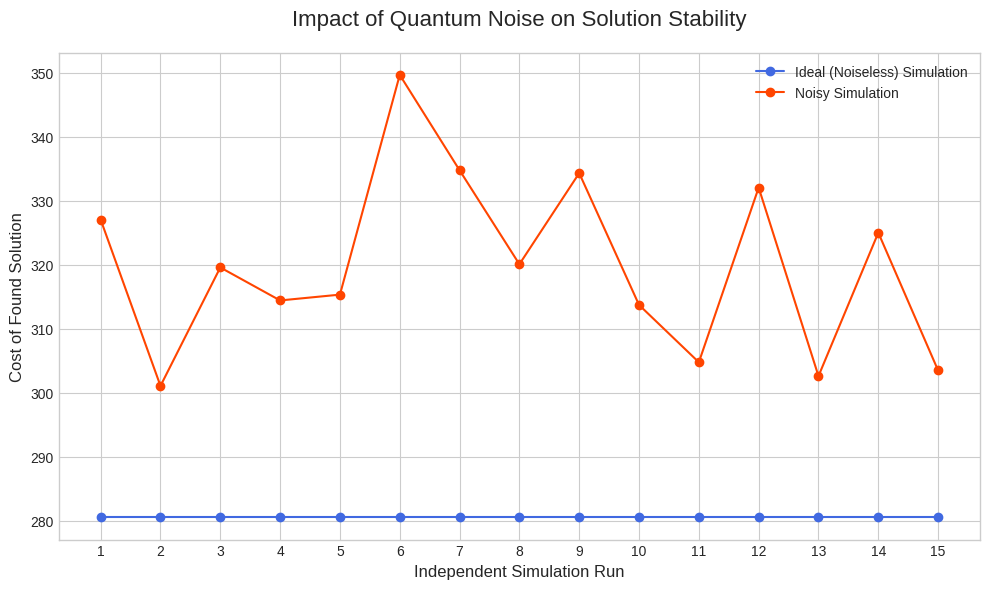 Impact of Quantum Noise on Solution Stability
Ideal (Noiseless) Simulation
Noisy Simulation
Cost of Found Solution
350
340
330
320
310
300
290
280
1 2 3 4 5 6 7 8 9 10 11 12 13 14 15
Independent Simulation Run